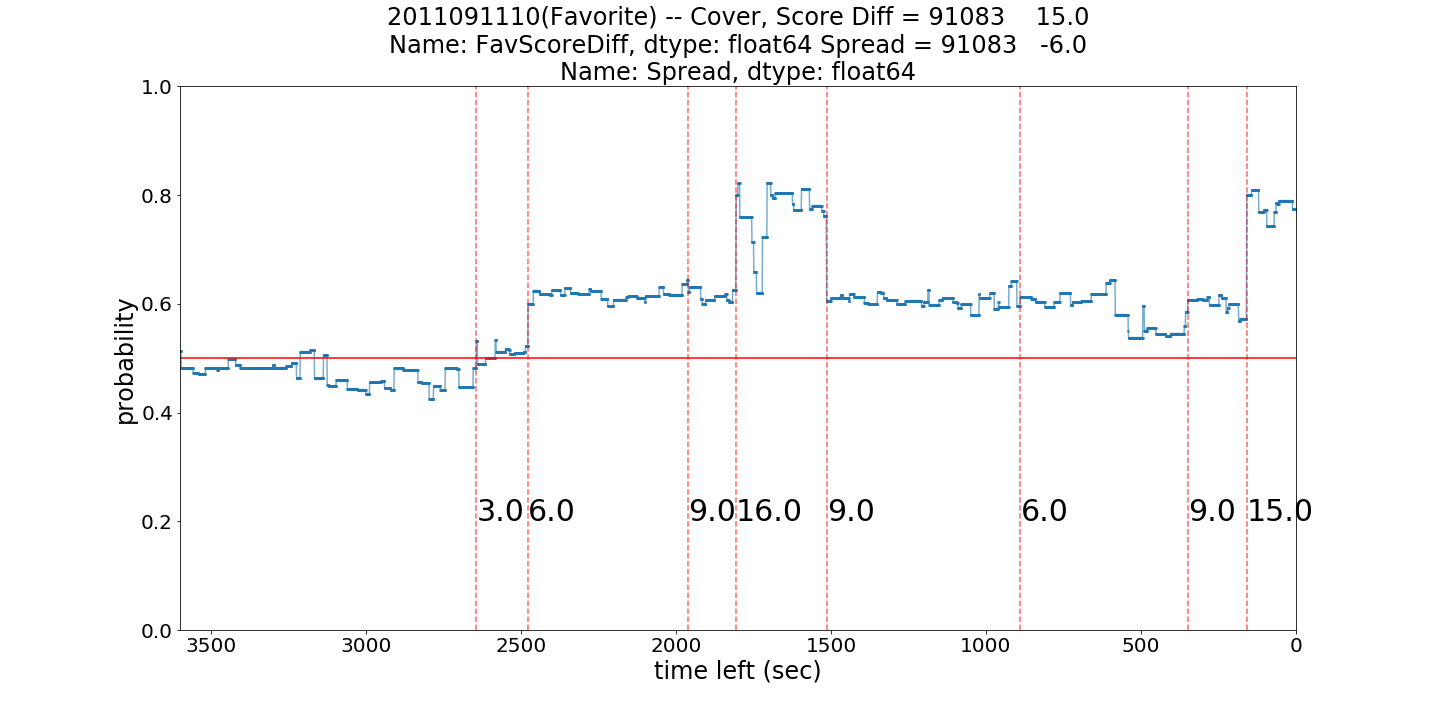 2011091110(Favorite) -- Cover, Score Diff = 91083    15.0
Name: FavScoreDiff, dtype: float64 Spread = 91083   -6.0
Name: Spread, dtype: float64
1.0
0.8
0.6
0.4
0.2
0.0
probability
3.0 6.0 9.0 16.0 9.0 6.0 9.0 15.0
3500 3000 2500 2000 1500 1000 500 0
time left (sec)